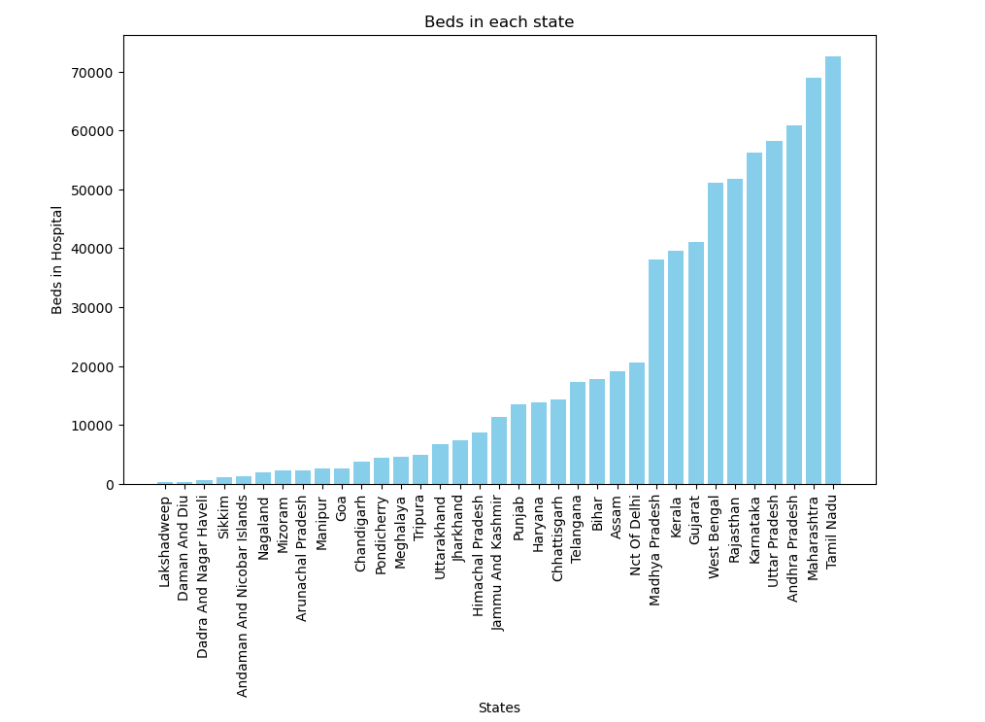 Beds in each state
70000
60000
50000
40000
30000
20000
10000
0
Beds in Hospital
Lakshadweep
Daman And Diu
Dadra And Nagar Haveli
Sikkim
Andaman And Nicobar Islands
Nagaland
Mizoram
Arunachal Pradesh
Manipur
Goa
Chandigarh
Pondicherry
Meghalaya
Tripura
Uttarakhand
Jharkhand
Himachal Pradesh
Jammu And Kashmir
Punjab
Haryana
Chhattisgarh
Telangana
Bihar
Assam
Nct Of Delhi
Madhya Pradesh
Kerala
Gujarat
West Bengal
Rajasthan
Karnataka
Uttar Pradesh
Andhra Pradesh
Maharashtra
Tamil Nadu
States